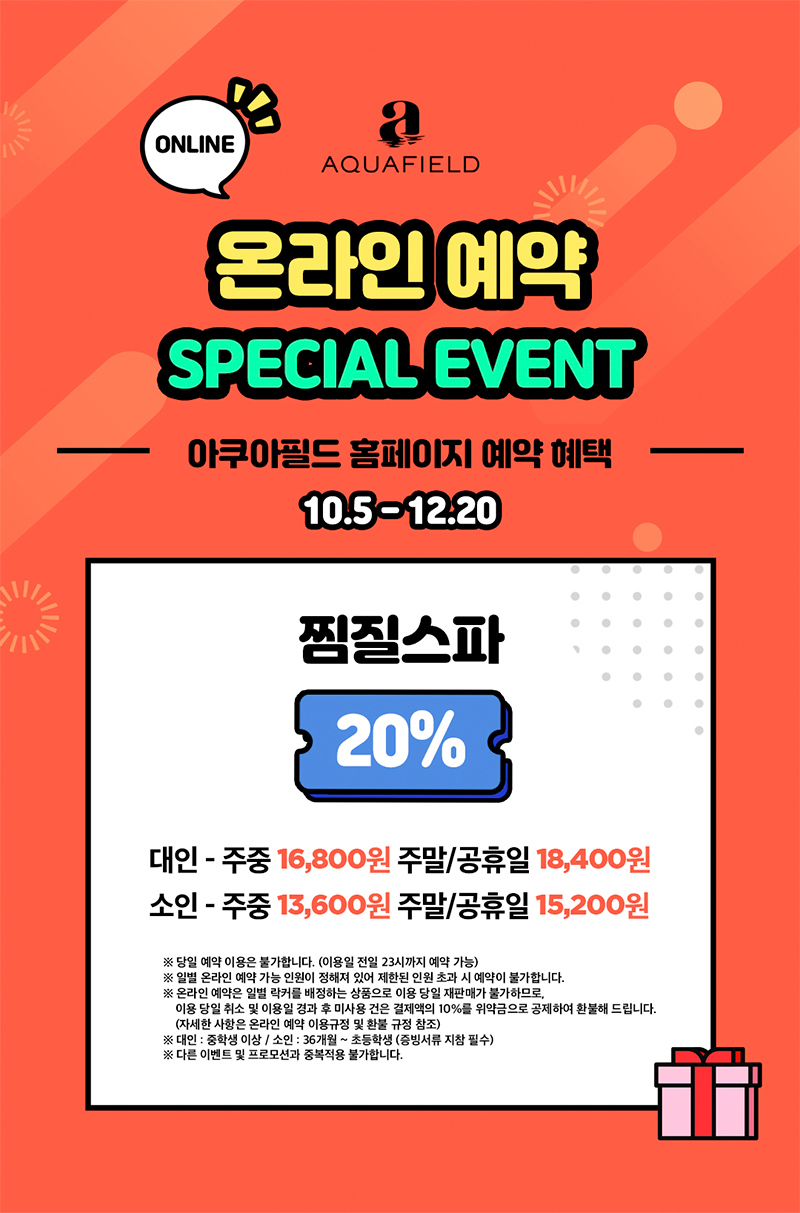 ONLINE
a
AQUAFIELD
온라인 예약
SPECIAL EVENT
아쿠아필드 홈페이지 예약 혜택
10.5 - 12.20
찜질스파
20%
대인 - 주중 16,800원 주말/공휴일 18,400원
소인 - 주중 13,600원 주말/공휴일 15,200원
※ 당일 예약 이용은 불가합니다. (이용일 전일 23시까지 예약 가능)
※ 일별 온라인 예약 가능 인원이 정해져 있어 제한된 인원 초과 시 예약이 불가합니다.
※ 온라인 예약은 일별 락커를 배정하는 상품으로 이용 당일 재판매가 불가하므로,
이용 당일 취소 및 이용일 경과 후 미사용 건은 결제액의 10%를 위약금으로 공제하여 환불해 드립니다.
(자세한 사항은 온라인 예약 이용규정 및 환불 규정 참조)
※ 대인 : 중학생 이상 / 소인 : 36개월 ~ 초등학생 (증빙서류 지참 필수)
※ 다른 이벤트 및 프로모션과 중복적용 불가합니다.